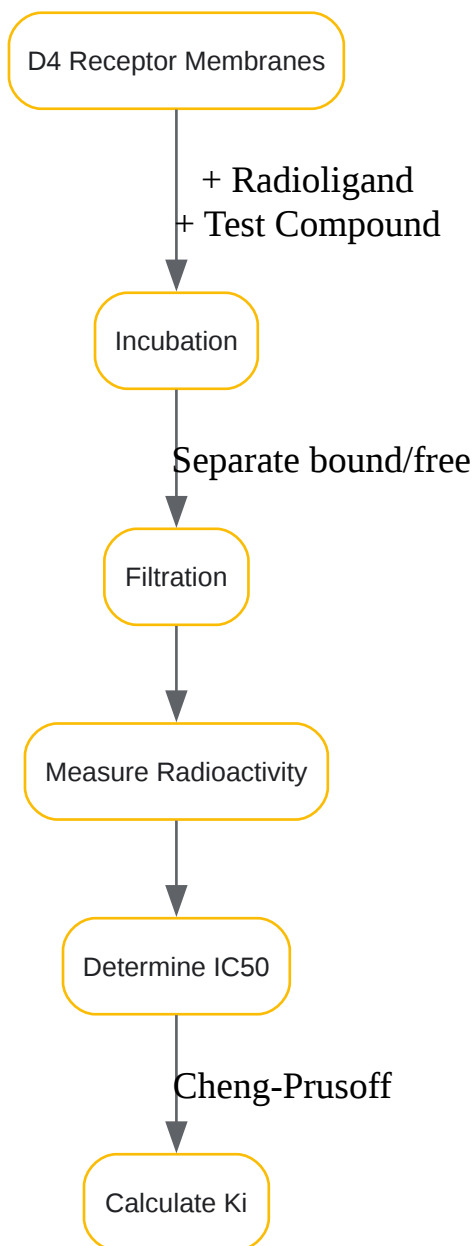 D4 Receptor Membranes
+ Radioligand
+ Test Compound
Incubation
Separate bound/free
Filtration
Measure Radioactivity
Determine IC50
Cheng-Prusoff
Calculate Ki